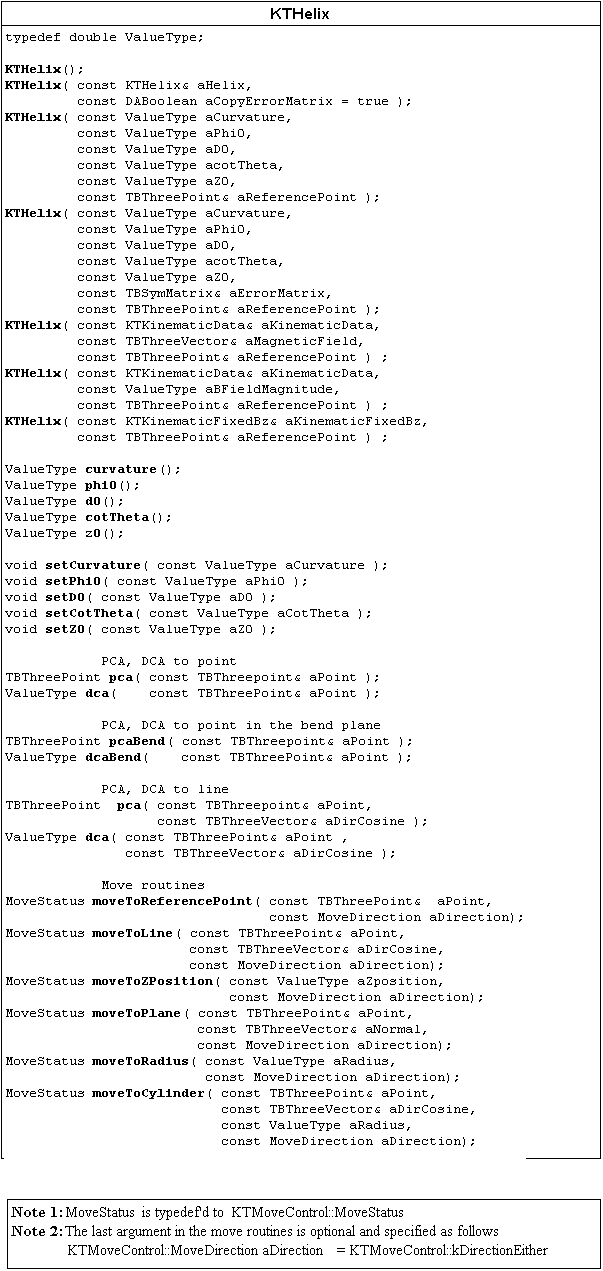 KTHelix
typedef double ValueType;
KTHelix();
KTHelix( const KTHelix& aHelix,
const DABoolean aCopyErrorMatrix = true );
KTHelix( const ValueType aCurvature,
const ValueType aPhi0,
const ValueType aD0,
const ValueType acotTheta,
const ValueType aZ0,
const TBThreePoint& aReferencePoint );
KTHelix( const ValueType aCurvature,
const ValueType aPhi0,
const ValueType aD0,
const ValueType acotTheta,
const ValueType aZ0,
const TBSymMatrix& aErrorMatrix,
const TBThreePoint& aReferencePoint );
KTHelix( const KTKinematicData& aKinematicData,
const TBThreeVector& aMagneticField,
const TBThreePoint& aReferencePoint ) ;
KTHelix( const KTKinematicData& aKinematicData,
const ValueType aBFieldMagnitude,
const TBThreePoint& aReferencePoint ) ;
KTHelix( const KTKinematicFixedBz& aKinematicFixedBz,
const TBThreePoint& aReferencePoint ) ;
ValueType curvature();
ValueType phi0();
ValueType d0();
ValueType cotTheta();
ValueType z0();
void setCurvature( const ValueType aCurvature );
void setPhi0( const ValueType aPhi0 );
void setD0( const ValueType aD0 );
void setCotTheta( const ValueType aCotTheta );
void setZ0( const ValueType aZ0 );
PCA, DCA to point
TBThreePoint pca( const TBThreepoint& aPoint );
ValueType dca( const TBThreePoint& aPoint );
PCA, DCA to point in the bend plane
TBThreePoint pcaBend( const TBThreepoint& aPoint );
ValueType dcaBend( const TBThreePoint& aPoint );
PCA, DCA to line
TBThreePoint pca( const TBThreepoint& aPoint,
const TBThreeVector& aDirCosine );
ValueType dca( const TBThreePoint& aPoint ,
const TBThreeVector& aDirCosine );
Move routines
MoveStatus moveToReferencePoint( const TBThreePoint& aPoint,
const MoveDirection aDirection);
MoveStatus moveToLine( const TBThreePoint& aPoint,
const TBThreeVector& aDirCosine,
const MoveDirection aDirection);
MoveStatus moveToZPosition( const ValueType aZposition,
const MoveDirection aDirection);
MoveStatus moveToPlane( const TBThreePoint& aPoint,
const TBThreeVector& aNormal,
const MoveDirection aDirection);
MoveStatus moveToRadius( const ValueType aRadius,
const MoveDirection aDirection);
MoveStatus moveToCylinder( const TBThreePoint& aPoint,
const TBThreeVector& aDirCosine,
const ValueType aRadius,
const MoveDirection aDirection);
Note 1: MoveStatus is typedef'd to KTMoveControl::MoveStatus
Note 2: The last argument in the move routines is optional and specified as follows
KTMoveControl::MoveDirection aDirection = KTMoveControl::kDirectionEither